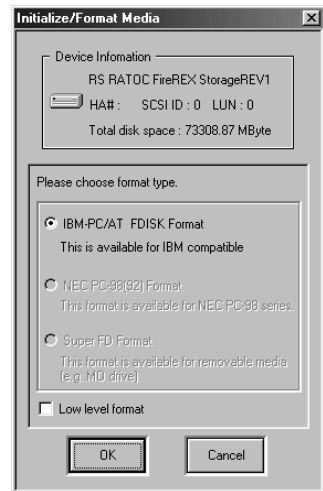 Initialize/Format Media
Device Infomation
RS RATOC FireREX StorageREV1
HA# : SCSI ID : 0 LUN : 0
Total disk space : 73308.87 MByte
Please choose format type.
IBM-PC/AT FDISK Format
This is available for IBM compatible
NEC PC-98(92) Format
This format is available for NEC PC-98 series.
Super FD Format
This format is available for removable media
(e.g. MO drive)
Low level format
OK Cancel